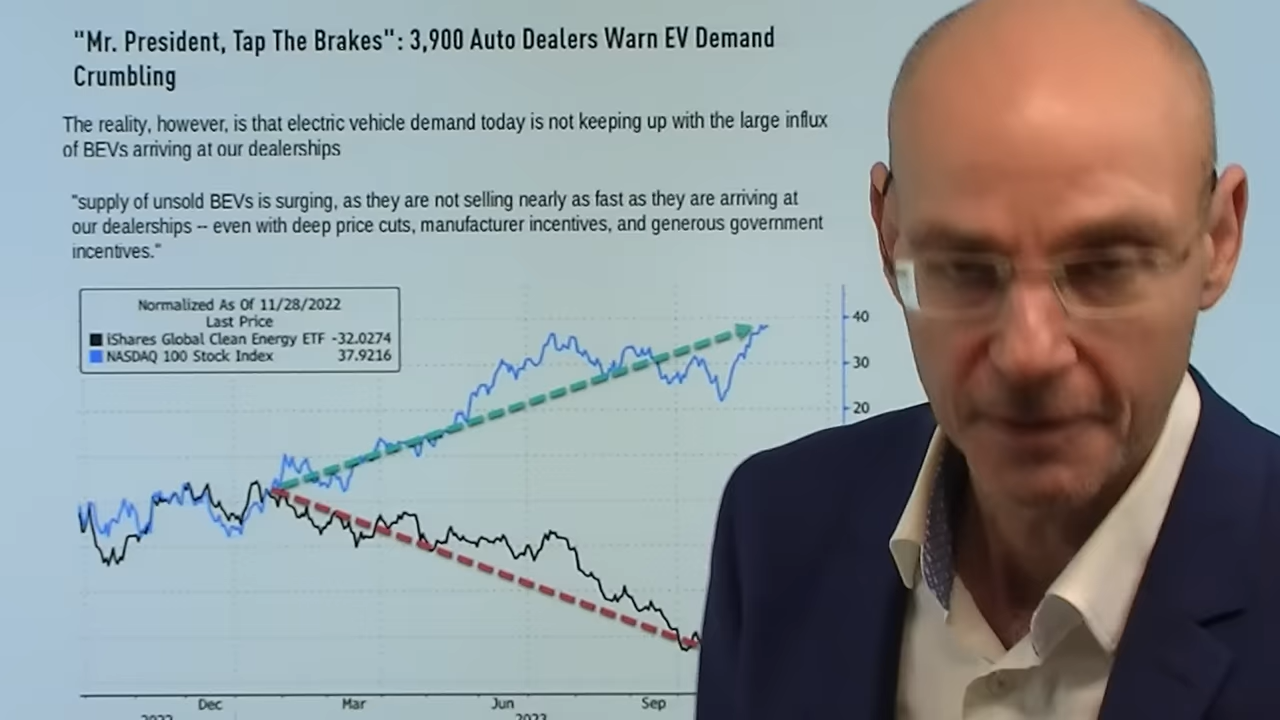 "Mr. President, Tap The Brakes": 3,900 Auto Dealers Warn EV Demand
Crumbling
The reality, however, is that electric vehicle demand today is not keeping up with the large influx
of BEVs arriving at our dealerships
"supply of unsold BEVs is surging, as they are not selling nearly as fast as they are arriving at
our dealerships -- even with deep price cuts, manufacturer incentives, and generous government
incentives."
Normalized As Of 11/28/2022
Last Price
iShares Global Clean Energy ETF -32.0274
NASDAQ 100 Stock Index 37.9216
40
30
20
Dec Mar Jun Sep
2022 2023